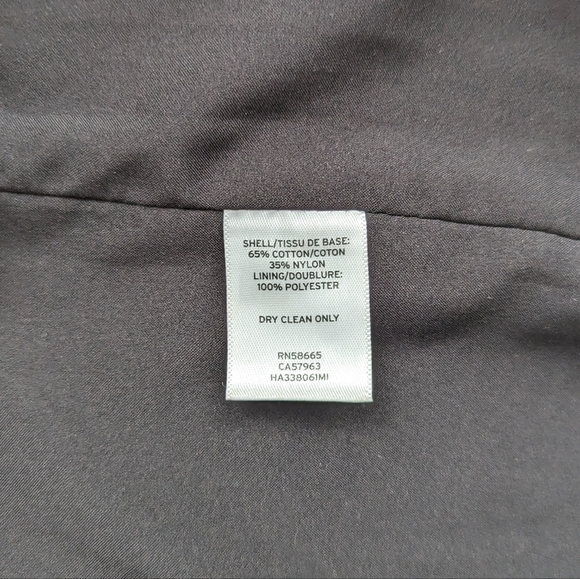 SHELL/TISSU DE BASE:
65% COTTON/COTON
35% NYLON
LINING/DOUBLURE:
100% POLYESTER
DRY CLEAN ONLY
RN58665
CA57963
HA338061MI